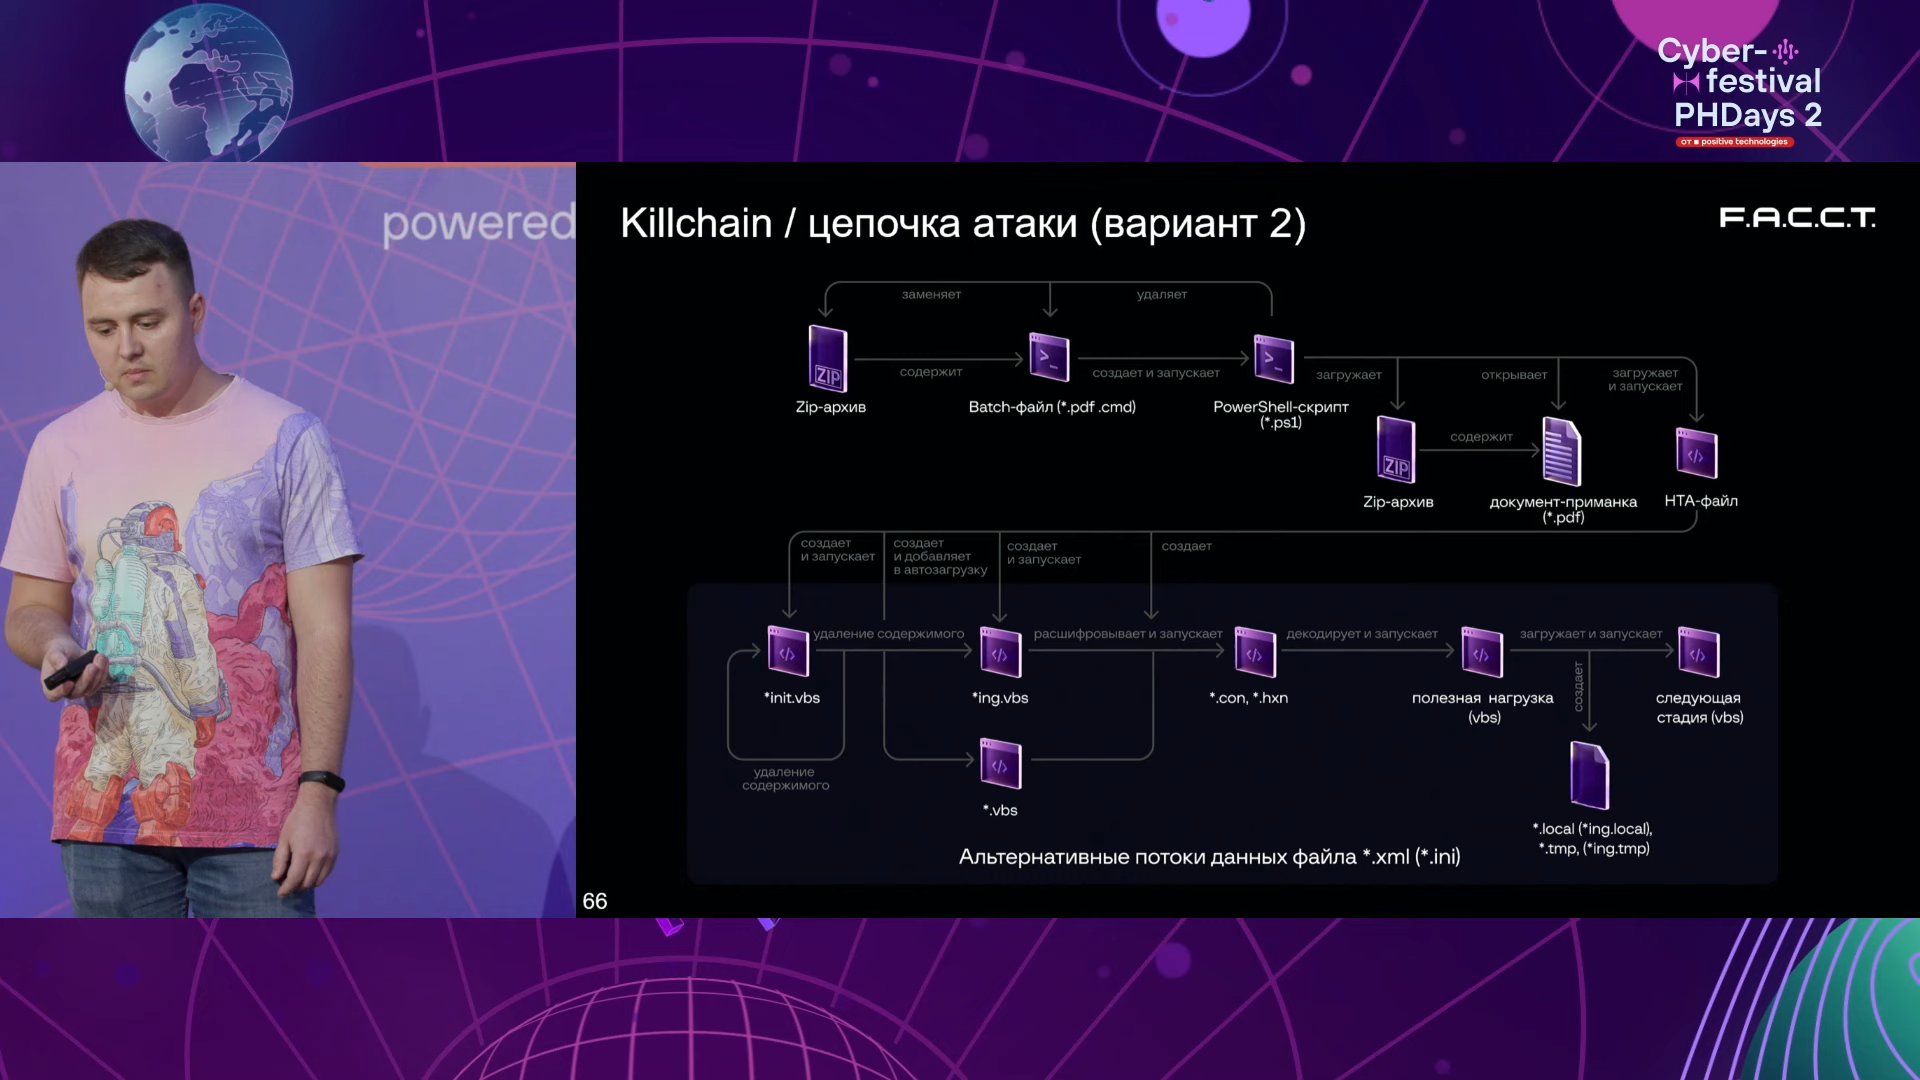 Cyber-
festival
PHDays 2
от positive technologies
powered
Killchain / цепочка атаки (вариант 2)
F.A.C.C.T.
заменяет
удаляет
ZIP
содержит
создает и запускает
загружает
открывает
загружает
и запускает
Zip-архив
Batch-файл (*.pdf .cmd)
PowerShell-скрипт
(*.ps1)
ZIP
содержит
Zip-архив
документ-приманка
(*.pdf)
HTA-файл
создает
и запускает
создает
и добавляет
в автозагрузку
создает
и запускает
создает
удаление содержимого
расшифровывает и запускает
декодирует и запускает
загружает и запускает
*init.vbs
*ing.vbs
*.con, *.hxn
полезная нагрузка
(vbs)
создает
следующая
стадия (vbs)
удаление
содержимого
*.vbs
*.local (*ing.local),
*.tmp, (*ing.tmp)
Альтернативные потоки данных файла *.xml (*.ini)
66